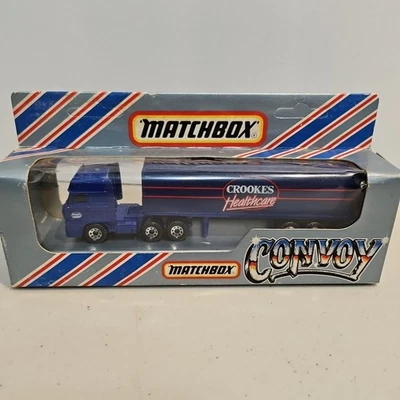 "MATCHBOX"
CROOKES
Healthcare
MATCHBOX
CONVOY